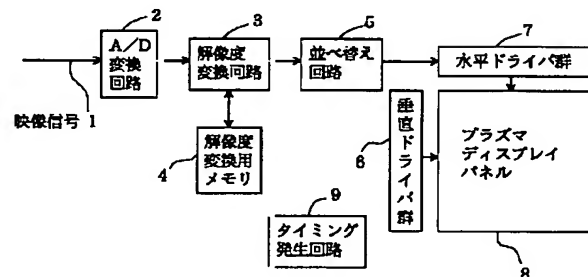 2
A/D
変換
回路
3
解像度
変換回路
5
並べ替え
回路
7
水平ドライバ群
映像信号 1
4
解像度
変換用
メモリ
6
垂直ドライバ群
プラズマ
ディスプレイ
パネル
8
9
タイミング
発生回路